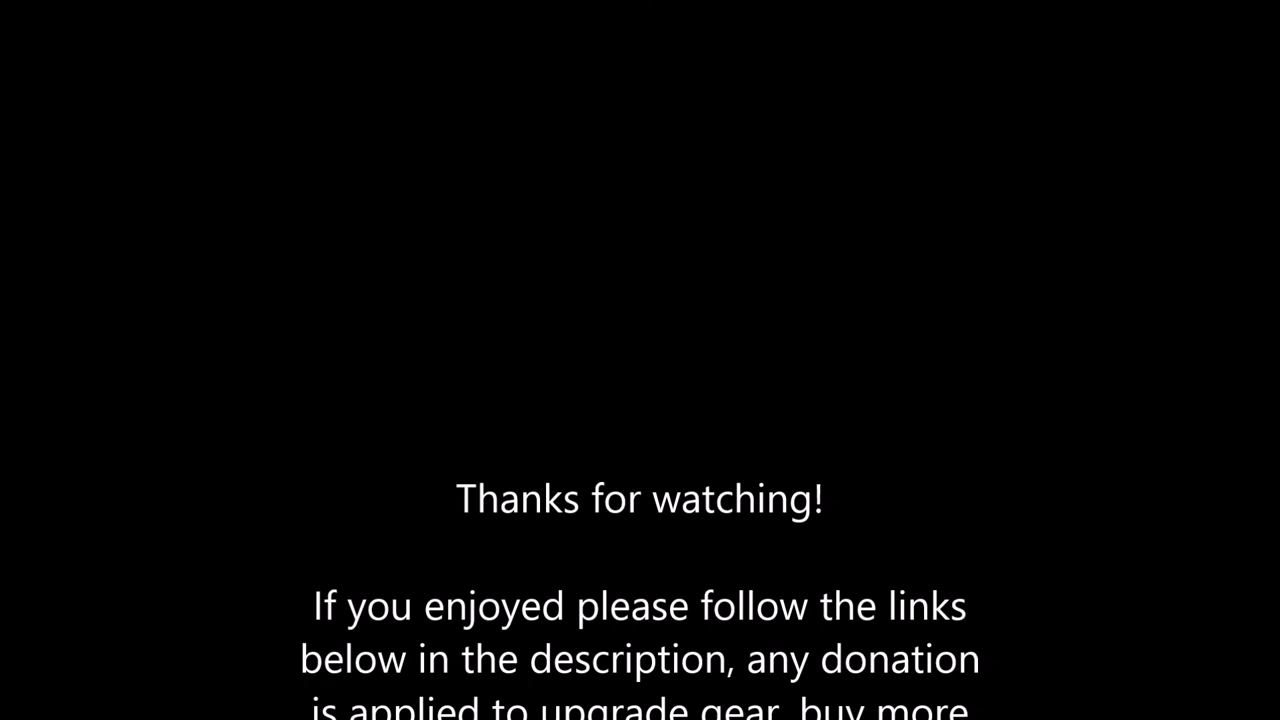 Thanks for watching!
If you enjoyed please follow the links
below in the description, any donation
is applied to upgrade gear, buy more